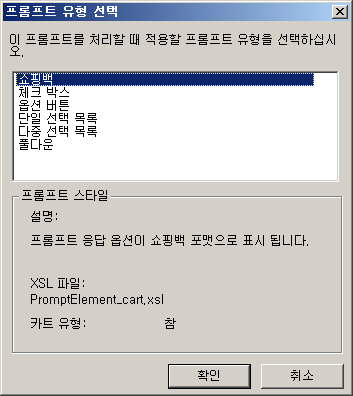 프롬프트 유형 선택
이 프롬프트를 처리할 때 적용할 프롬프트 유형을 선택하십시
오.
쇼핑백
체크 박스
옵션 버튼
단일 선택 목록
다중 선택 목록
풀다운
프롬프트 스타일
설명:
프롬프트 응답 옵션이 쇼핑백 포맷으로 표시 됩니다.
XSL 파일:
PromptElement_cart.xsl
카트 유형: 참
확인 취소